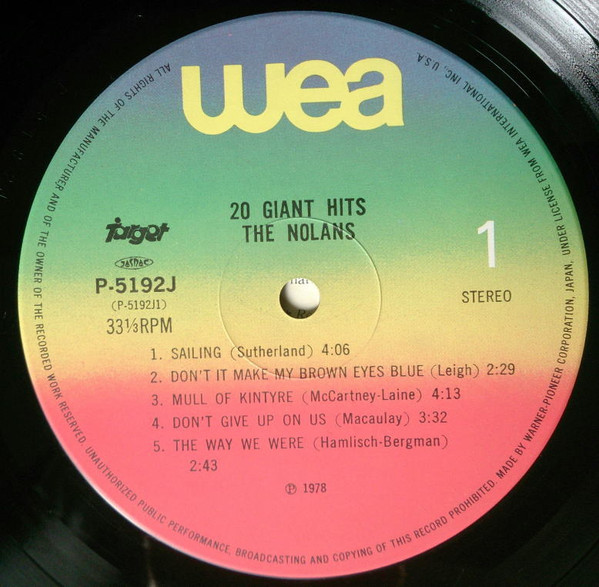 wea
20 GIANT HITS
THE NOLANS
target
JASRAC
P-5192J
(P-5192J1)
33⅓RPM
1
STEREO
1. SAILING (Sutherland) 4:06
2. DON'T IT MAKE MY BROWN EYES BLUE (Leigh) 2:29
3. MULL OF KINTYRE (McCartney-Laine) 4:13
4. DON'T GIVE UP ON US (Macaulay) 3:32
5. THE WAY WE WERE (Hamlisch-Bergman)
2:43
℗ 1978
ALL RIGHTS OF THE MANUFACTURER AND OF THE OWNER OF THE RECORDED WORK RESERVED. UNAUTHORIZED PUBLIC PERFORMANCE, BROADCASTING AND COPYING OF THIS RECORD PROHIBITED. MADE BY WARNER-PIONEER CORPORATION, JAPAN, UNDER LICENSE FROM WEA INTERNATIONAL INC., U.S.A.